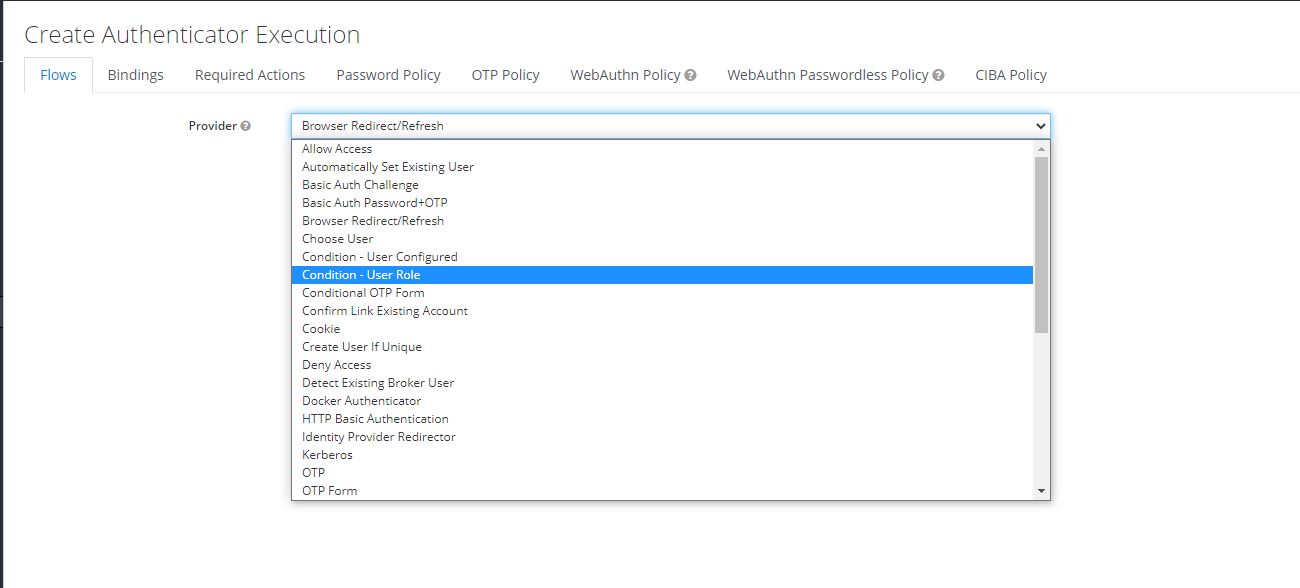 Create Authenticator Execution
Flows Bindings Required Actions Password Policy OTP Policy WebAuthn Policy ? WebAuthn Passwordless Policy ? CIBA Policy
Provider ? Browser Redirect/Refresh
Allow Access
Automatically Set Existing User
Basic Auth Challenge
Basic Auth Password+OTP
Browser Redirect/Refresh
Choose User
Condition - User Configured
Condition - User Role
Conditional OTP Form
Confirm Link Existing Account
Cookie
Create User If Unique
Deny Access
Detect Existing Broker User
Docker Authenticator
HTTP Basic Authentication
Identity Provider Redirector
Kerberos
OTP
OTP Form